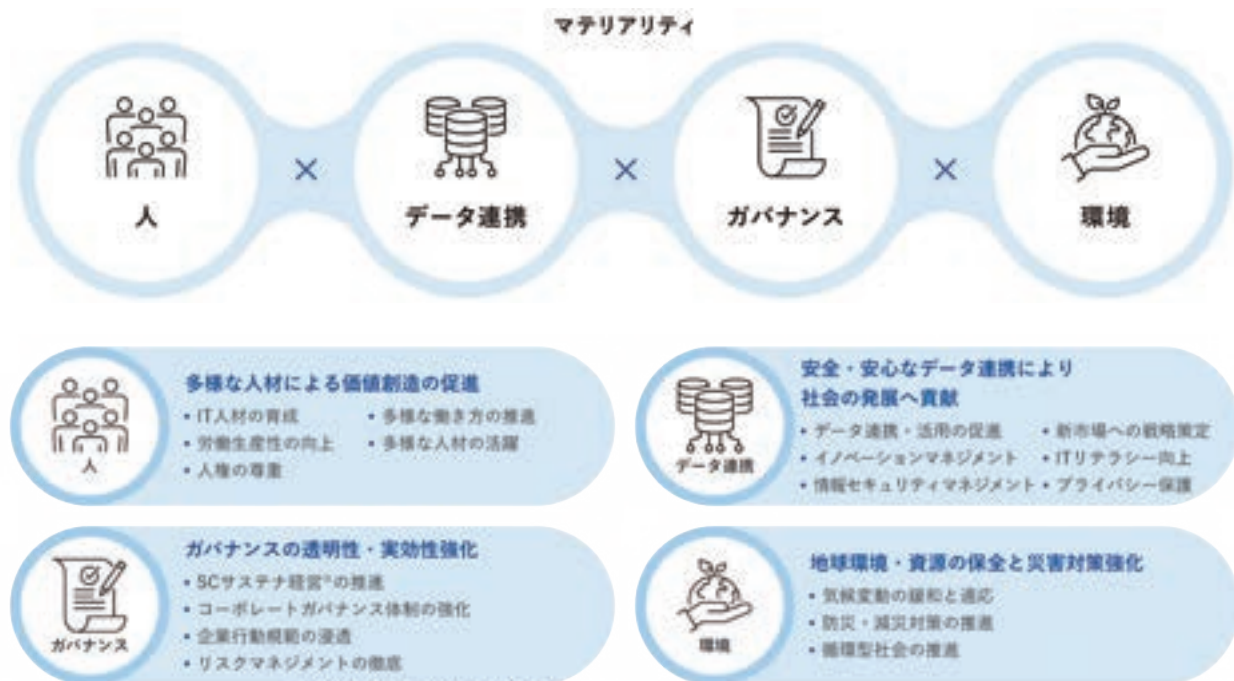 マテリアリティ
人 × データ連携 × ガバナンス × 環境
人
多様な人材による価値創造の促進
• IT人材の育成 • 多様な働き方の推進
• 労働生産性の向上 • 多様な人材の活躍
• 人権の尊重
データ連携
安全・安心なデータ連携により
社会の発展へ貢献
• データ連携・活用の促進 • 新市場への戦略策定
• イノベーションマネジメント • ITリテラシー向上
• 情報セキュリティマネジメント • プライバシー保護
ガバナンス
ガバナンスの透明性・実効性強化
• SCサステナ経営®の推進
• コーポレートガバナンス体制の強化
• 企業行動規範の浸透
• リスクマネジメントの徹底
環境
地球環境・資源の保全と災害対策強化
• 気候変動の緩和と適応
• 防災・減災対策の推進
• 循環型社会の推進